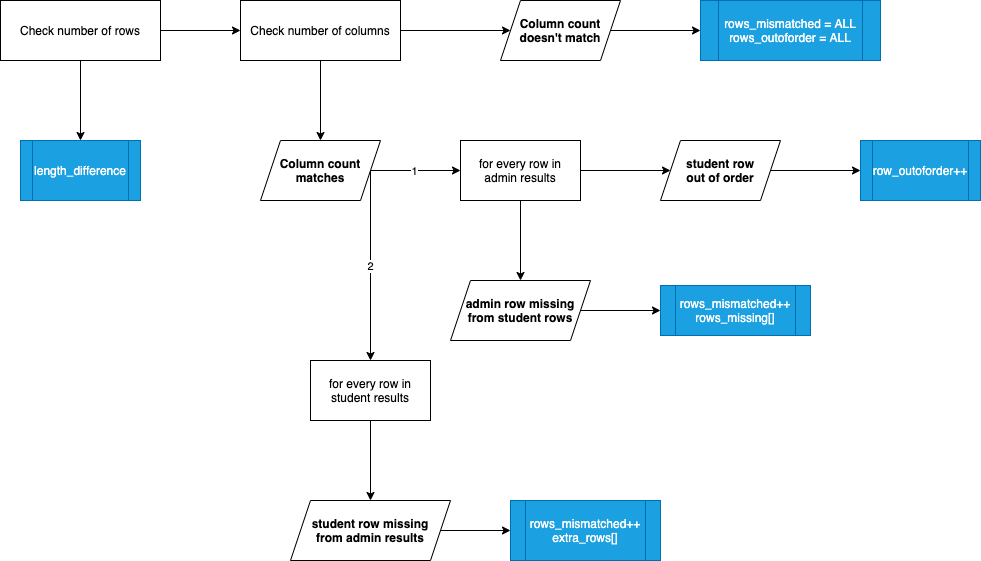 Check number of rows
Check number of columns
Column count
doesn't match
rows_mismatched = ALL
rows_outoforder = ALL
length_difference
Column count
matches
1
for every row in
admin results
student row
out of order
row_outoforder++
2
admin row missing
from student rows
rows_mismatched++
rows_missing[]
for every row in
student results
student row missing
from admin results
rows_mismatched++
extra_rows[]